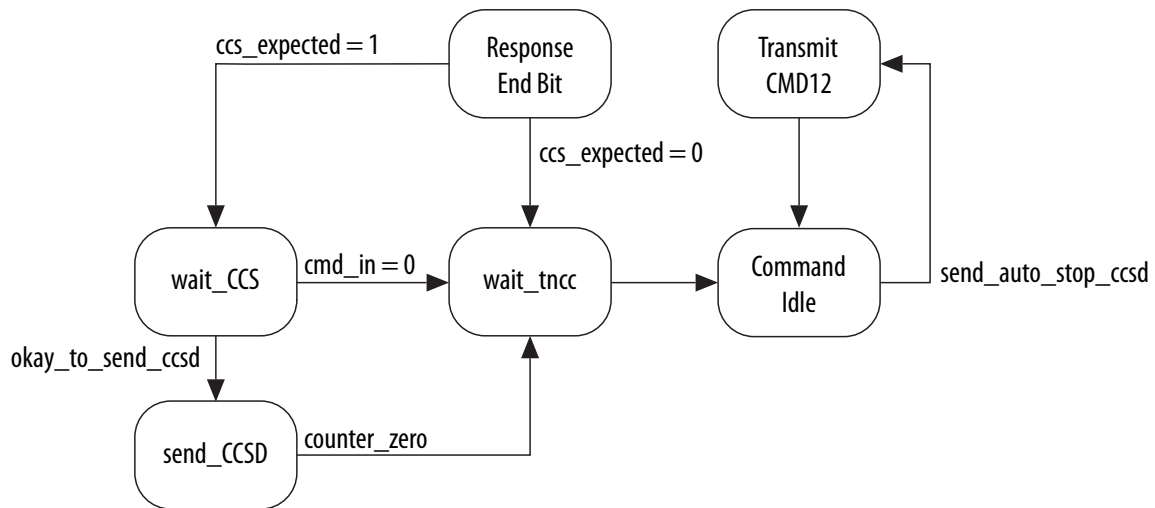 ccs_expected = 1
Response
End Bit
Transmit
CMD12
ccs_expected = 0
wait_CCS
cmd_in = 0
wait_tncc
Command
Idle
send_auto_stop_ccsd
okay_to_send_ccsd
send_CCSD
counter_zero